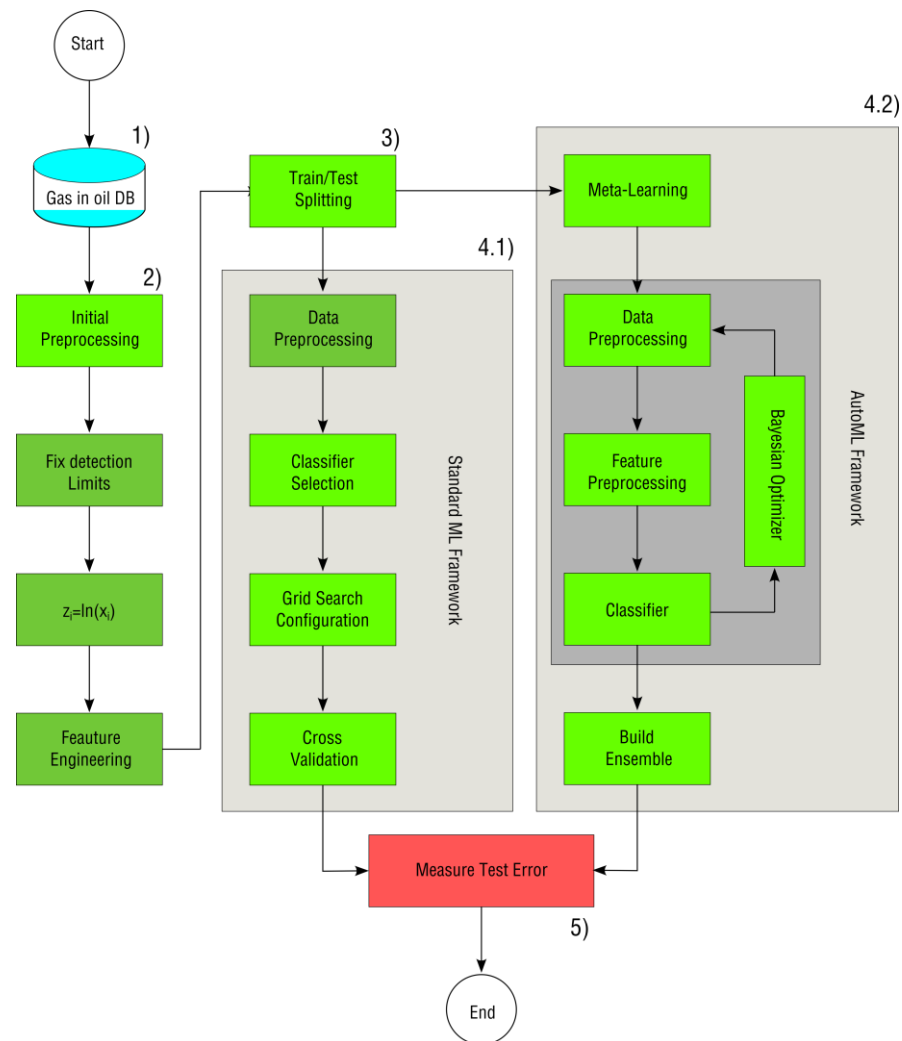 Start
1)
Gas in oil DB
2)
Initial
Preprocessing
Fix detection
Limits
zᵢ=ln(xᵢ)
Feauture
Engineering
3)
Train/Test
Splitting
4.1)
Data
Preprocessing
Classifier
Selection
Grid Search
Configuration
Cross
Validation
Standard ML Framework
4.2)
Meta-Learning
Data
Preprocessing
Feature
Preprocessing
Classifier
Bayesian Optimizer
Build
Ensemble
AutoML Framework
Measure Test Error
5)
End